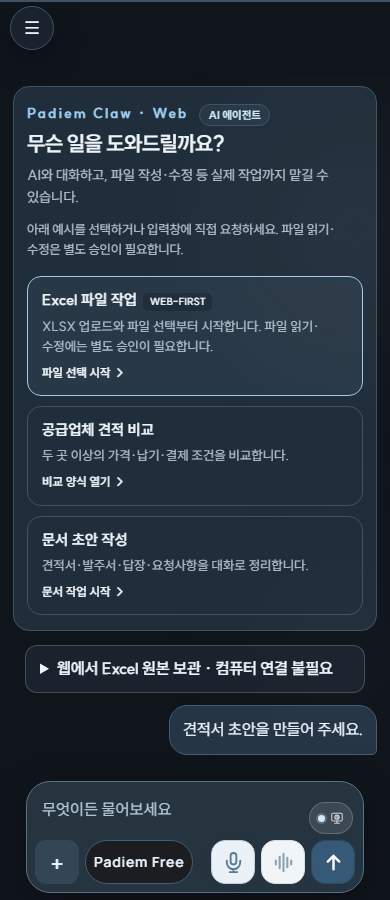 Padiem Claw · Web AI 에이전트
무슨 일을 도와드릴까요?
AI와 대화하고, 파일 작성·수정 등 실제 작업까지 맡길 수
있습니다.
아래 예시를 선택하거나 입력창에 직접 요청하세요. 파일 읽기·
수정은 별도 승인이 필요합니다.
Excel 파일 작업 WEB-FIRST
XLSX 업로드와 파일 선택부터 시작합니다. 파일 읽기·
수정에는 별도 승인이 필요합니다.
파일 선택 시작
공급업체 견적 비교
두 곳 이상의 가격·납기·결제 조건을 비교합니다.
비교 양식 열기
문서 초안 작성
견적서·발주서·답장·요청사항을 대화로 정리합니다.
문서 작업 시작
웹에서 Excel 원본 보관 · 컴퓨터 연결 불필요
견적서 초안을 만들어 주세요.
무엇이든 물어보세요
Padiem Free